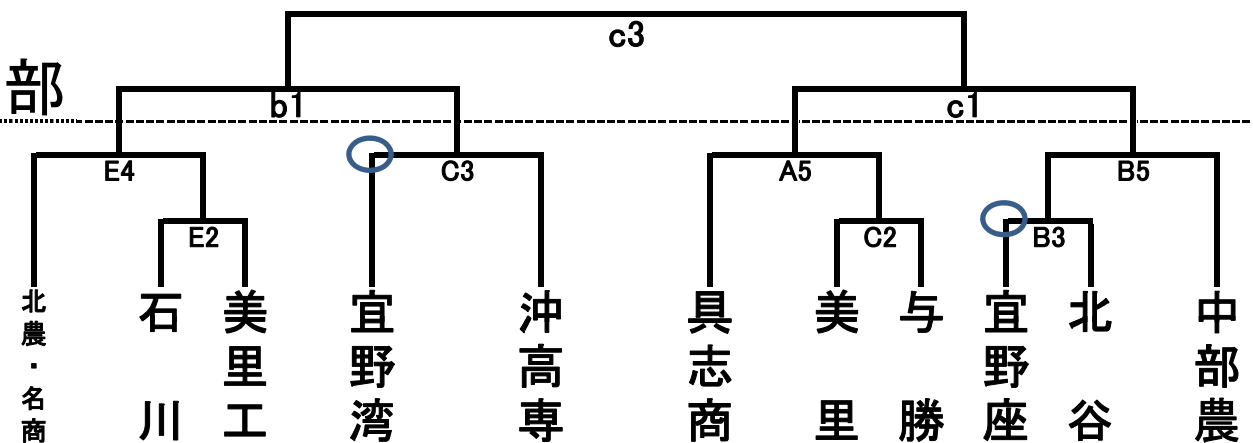 c3
部
b1
c1
E4
C3
A5
B5
E2
C2
B3
北農・名商
石川
美里工
宜野湾
沖高専
具志商
美里
与勝
宜野座
北谷
中部農